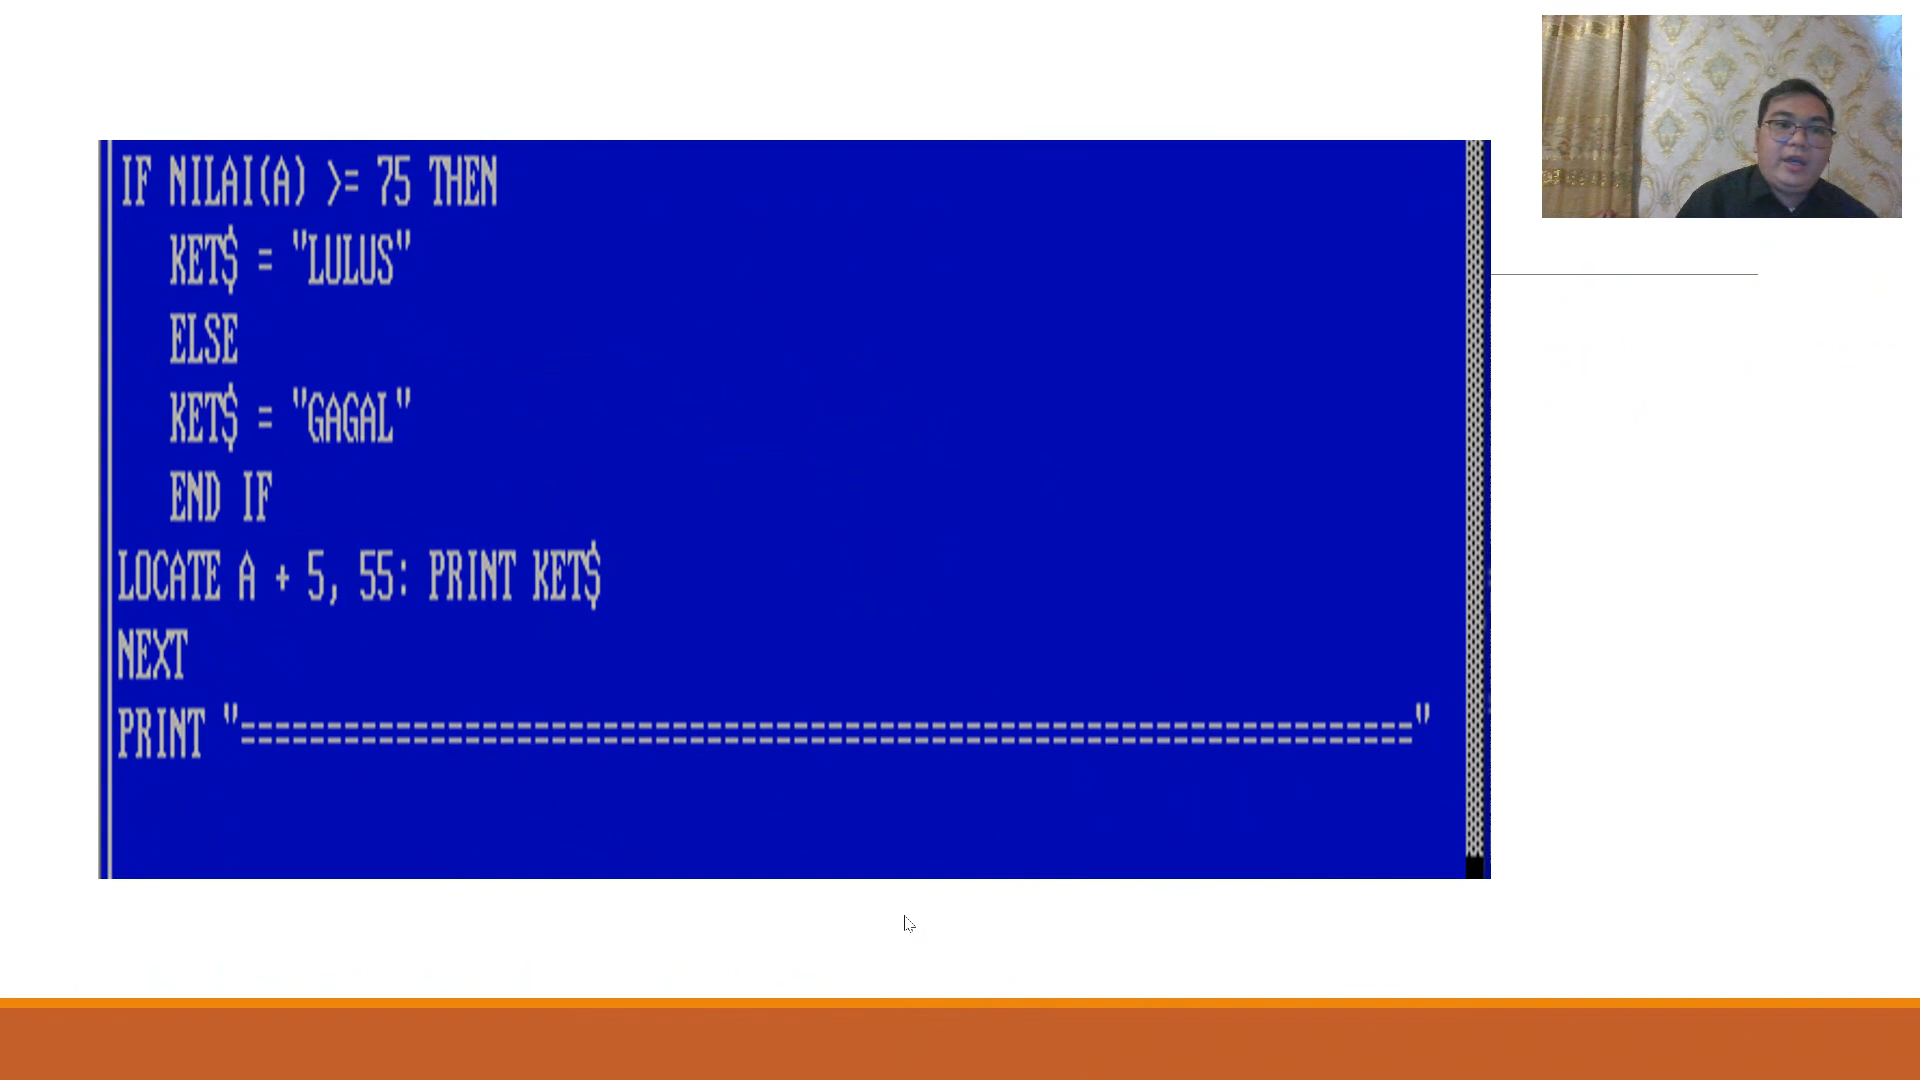 IF NILAI(A) >= 75 THEN
KET$ = "LULUS"
ELSE
KET$ = "GAGAL"
END IF
LOCATE A + 5, 55: PRINT KET$
NEXT
PRINT "===================================================================="